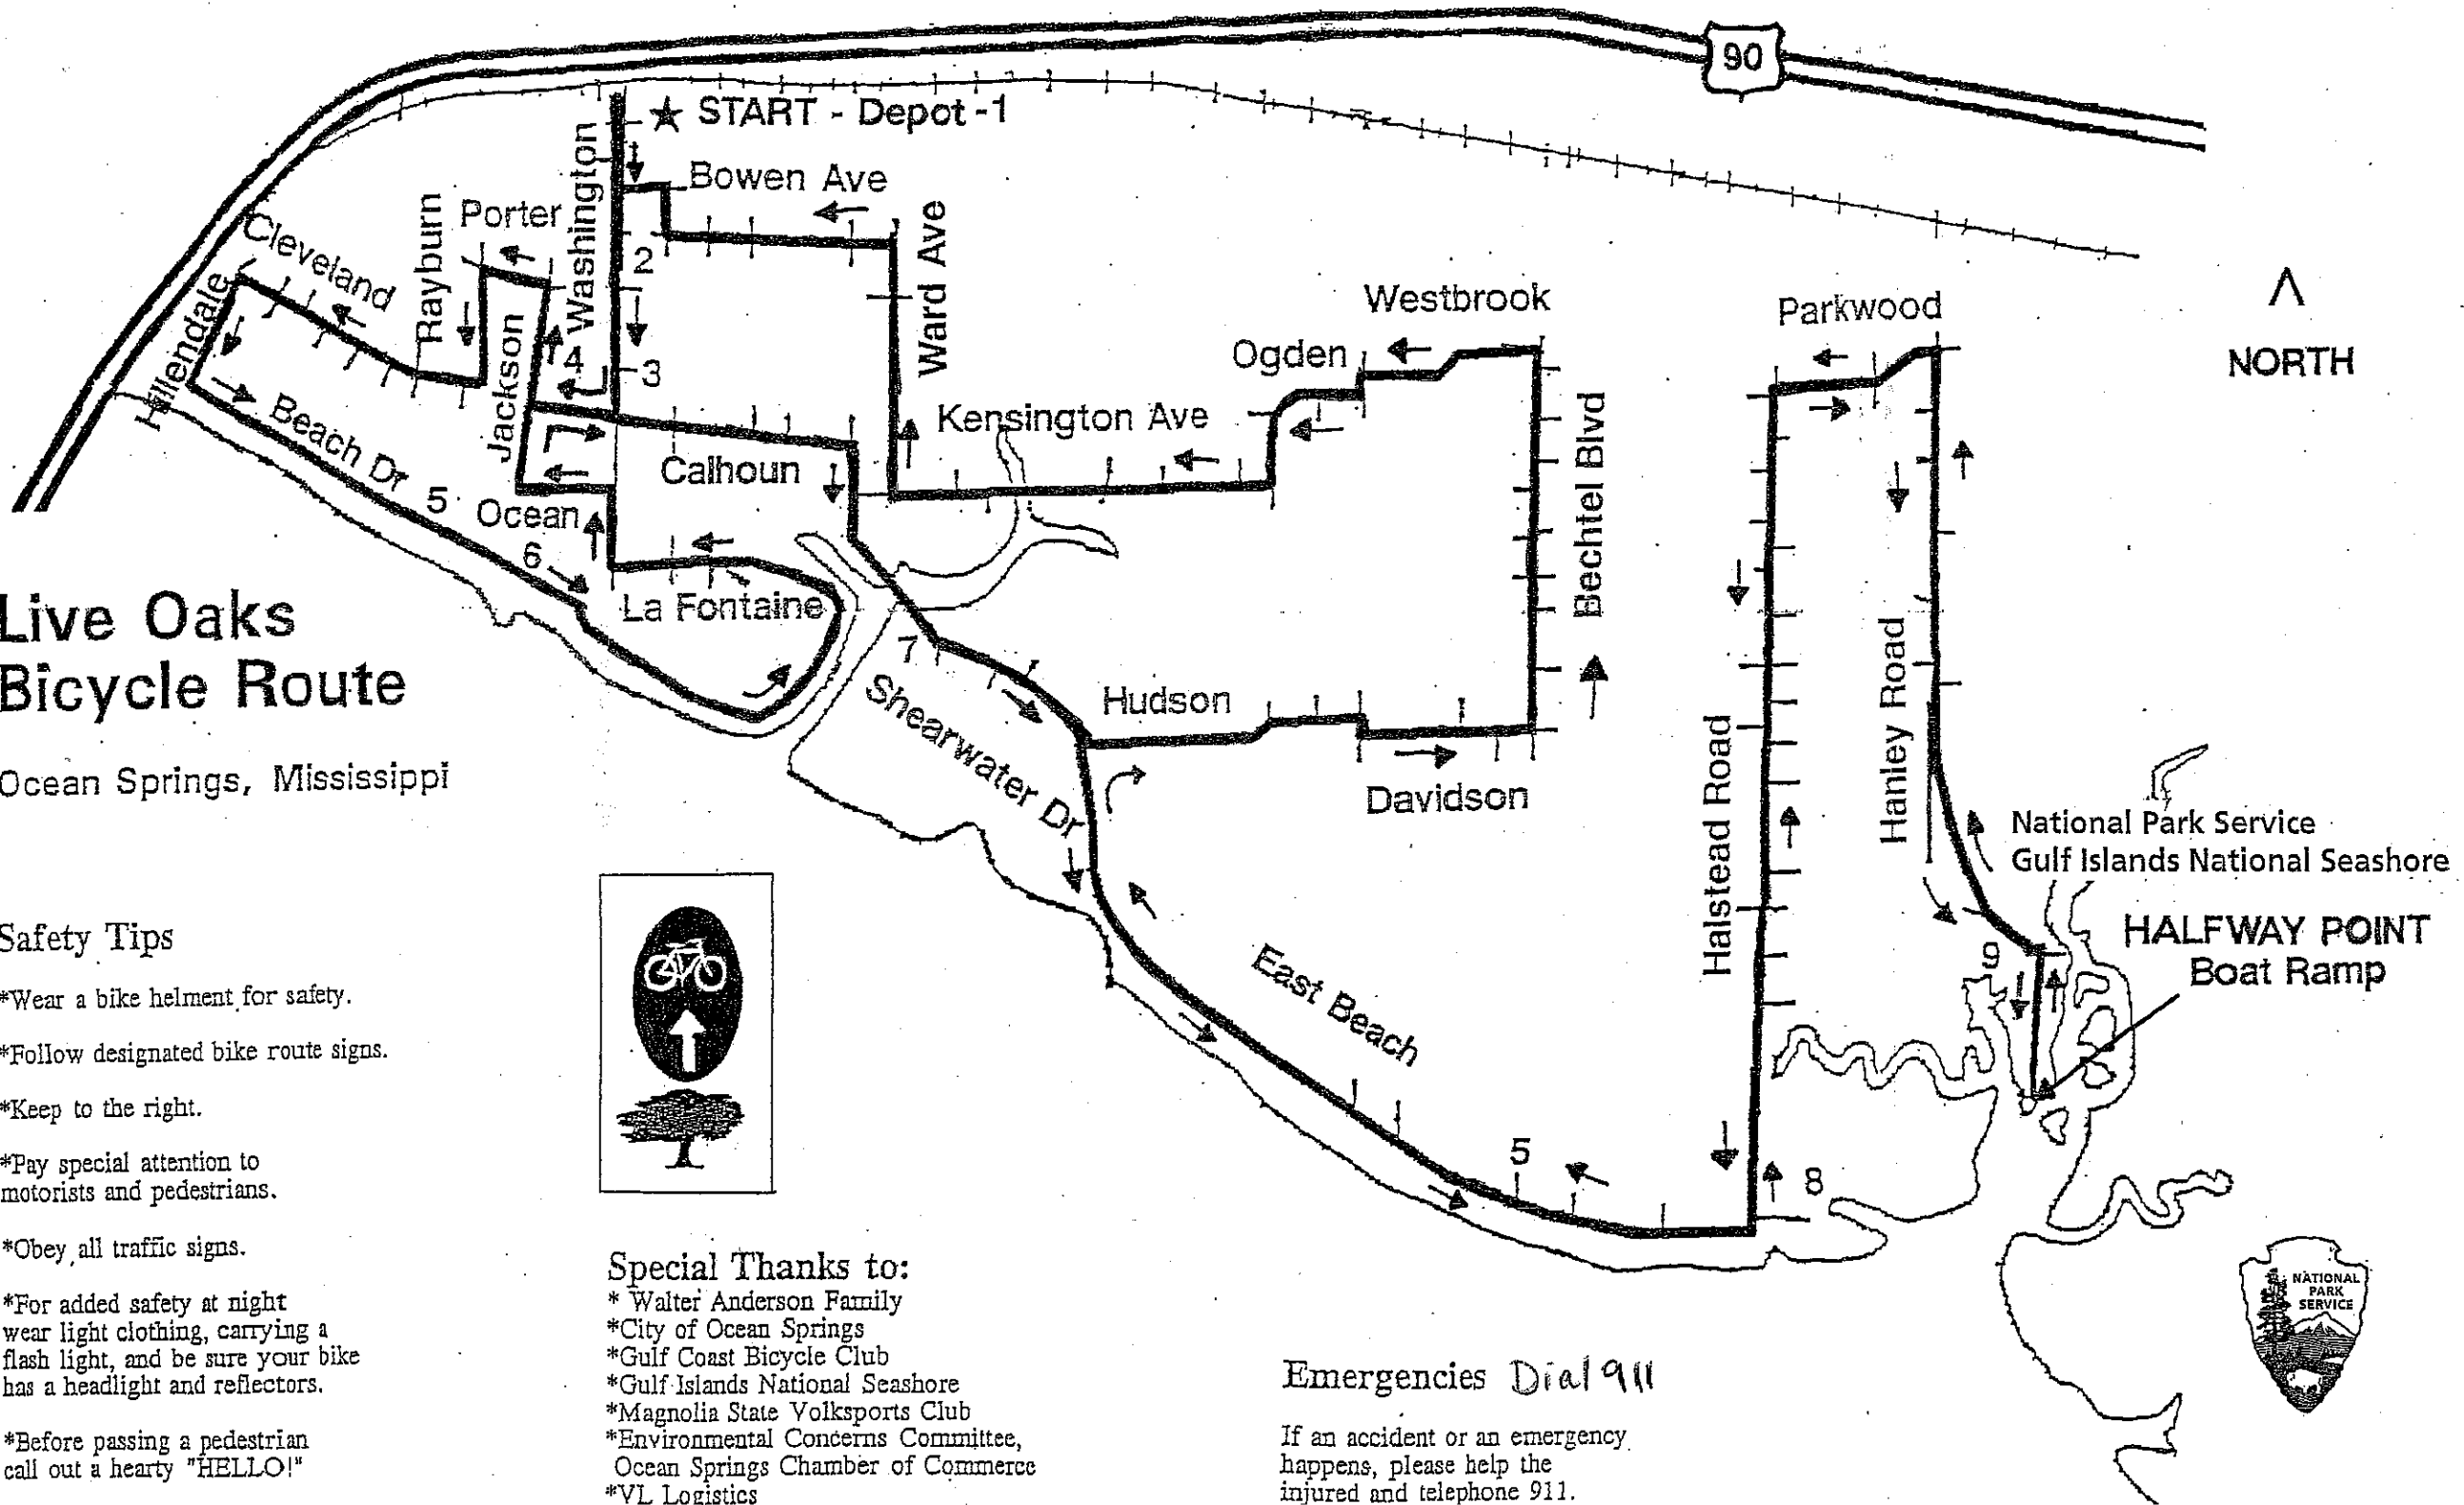 90
★ START - Depot -1
Washington
Bowen Ave
Porter
Rayburn
Cleveland
2
Ward Ave
Hillendale
Jackson
4
3
Westbrook
Ogden
Parkwood
^
NORTH
Kensington Ave
Beach Dr
Calhoun
5
Ocean
6
Bechtel Blvd
La Fontaine
Live Oaks
Bicycle Route
Ocean Springs, Mississippi
7
Shearwater Dr
Hudson
Davidson
Halstead Road
Hanley Road
National Park Service
Gulf Islands National Seashore
HALFWAY POINT
Boat Ramp
9
East Beach
5
8
Safety Tips
*Wear a bike helment for safety.
*Follow designated bike route signs.
*Keep to the right.
*Pay special attention to
motorists and pedestrians.
*Obey all traffic signs.
*For added safety at night
wear light clothing, carrying a
flash light, and be sure your bike
has a headlight and reflectors.
*Before passing a pedestrian
call out a hearty "HELLO!"
Special Thanks to:
* Walter Anderson Family
*City of Ocean Springs
*Gulf Coast Bicycle Club
*Gulf Islands National Seashore
*Magnolia State Volksports Club
*Environmental Concerns Committee,
Ocean Springs Chamber of Commerce
*VL Logistics
Emergencies Dial 911
If an accident or an emergency
happens, please help the
injured and telephone 911.
NATIONAL
PARK
SERVICE